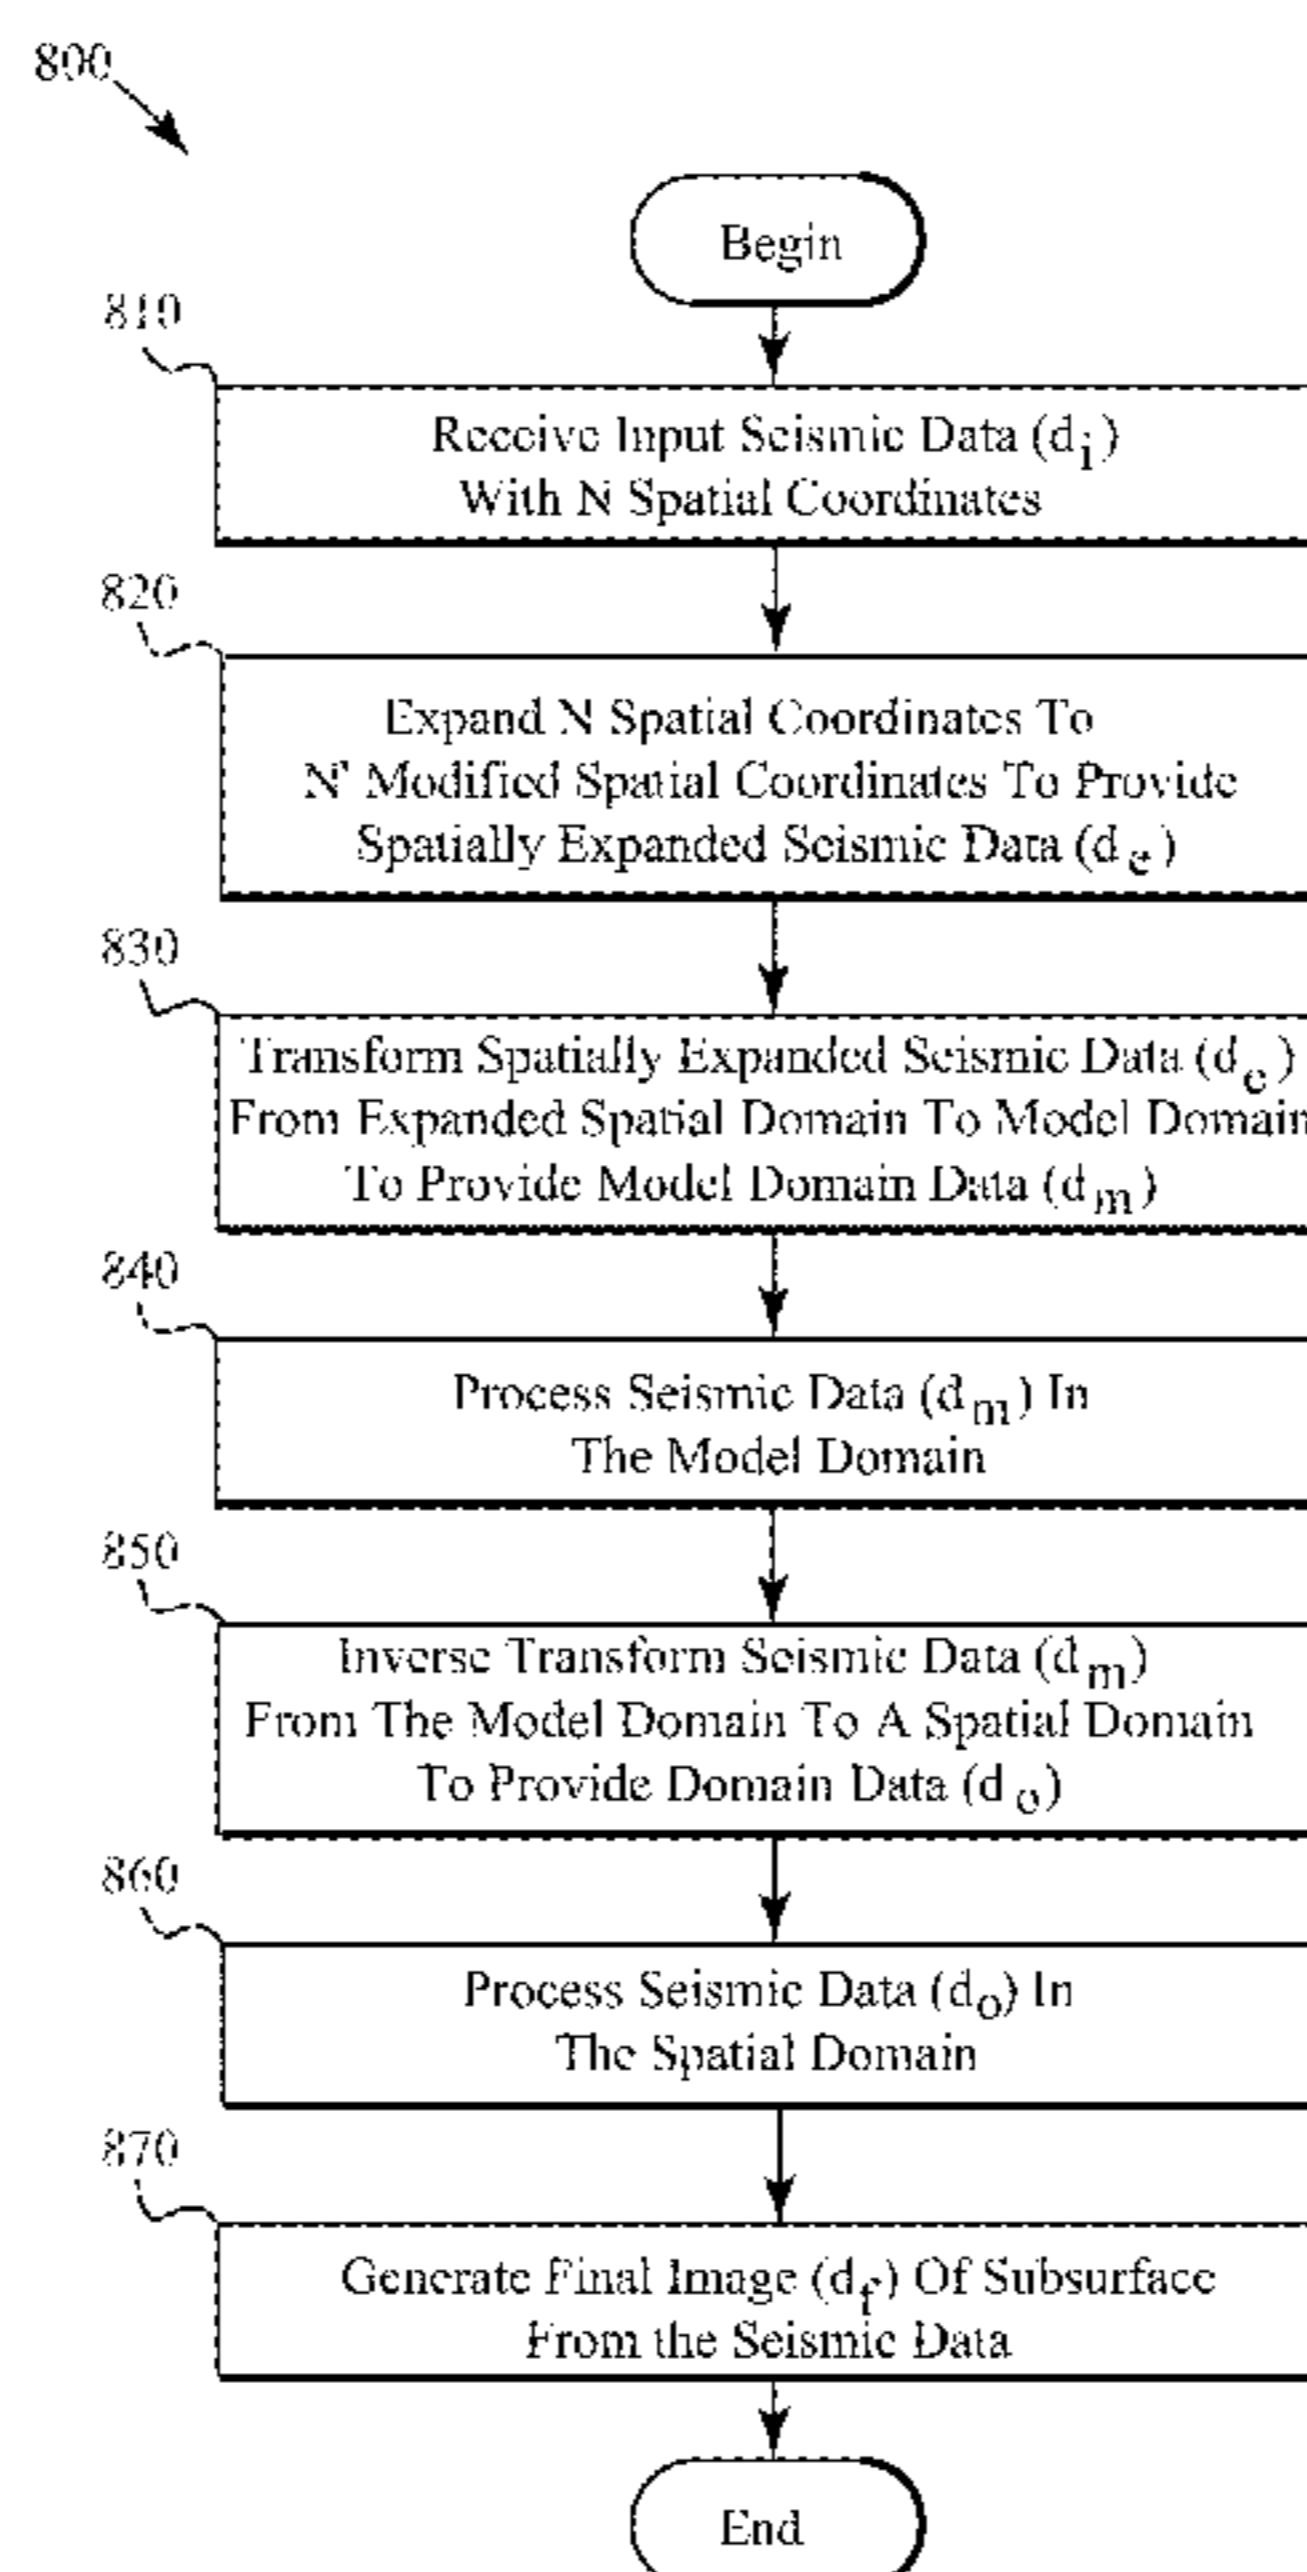 800
Begin
810
Receive Input Seismic Data (di)
With N Spatial Coordinates
820
Expand N Spatial Coordinates To
N' Modified Spatial Coordinates To Provide
Spatially Expanded Seismic Data (de)
830
Transform Spatially Expanded Seismic Data (de)
From Expanded Spatial Domain To Model Domain
To Provide Model Domain Data (dm)
840
Process Seismic Data (dm) In
The Model Domain
850
Inverse Transform Seismic Data (dm)
From The Model Domain To A Spatial Domain
To Provide Domain Data (do)
860
Process Seismic Data (do) In
The Spatial Domain
870
Generate Final Image (df) Of Subsurface
From the Seismic Data
End